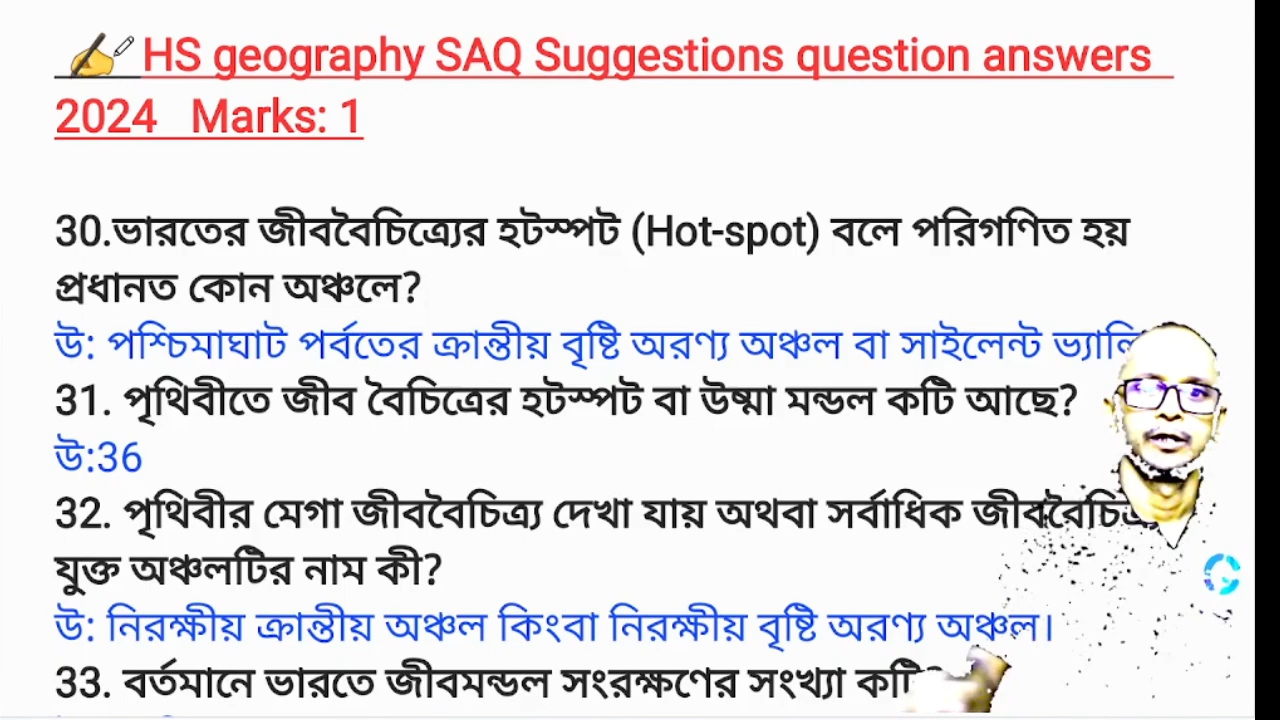 ✍️ HS geography SAQ Suggestions question answers
2024 Marks: 1
30.ভারতের জীববৈচিত্র্যের হটস্পট (Hot-spot) বলে পরিগণিত হয়
প্রধানত কোন অঞ্চলে?
উ: পশ্চিমাঘাট পর্বতের ক্রান্তীয় বৃষ্টি অরণ্য অঞ্চল বা সাইলেন্ট
31. পৃথিবীতে জীব বৈচিত্রের হটস্পট বা উষ্মা মন্ডল কটি আছে?
উ:36
32. পৃথিবীর মেগা জীববৈচিত্র্য দেখা যায় অথবা সর্বাধিক
যুক্ত অঞ্চলটির নাম কী?
উ: নিরক্ষীয় ক্রান্তীয় অঞ্চল কিংবা নিরক্ষীয় বৃষ্টি অরণ্য অঞ্চল।
33. বর্তমানে ভারতে জীবমন্ডল সংরক্ষণের সংখ্যা কটি